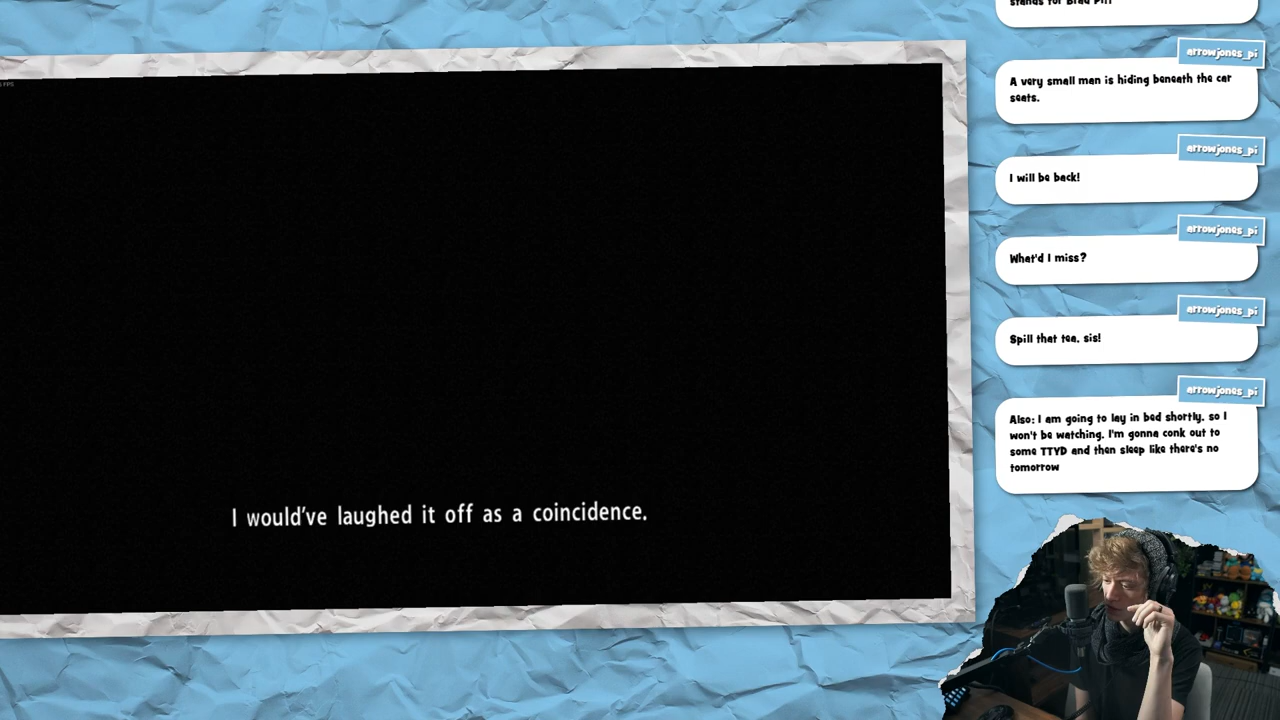 stands for Brad Pitt
FPS
arrowjones_pi
A very small man is hiding beneath the car
seats.
arrowjones_pi
I will be back!
arrowjones_pi
What'd I miss?
arrowjones_pi
Spill that tea, sis!
arrowjones_pi
Also: I am going to lay in bed shortly, so I
won't be watching. I'm gonna conk out to
some TTYD and then sleep like there's no
tomorrow
I would've laughed it off as a coincidence.